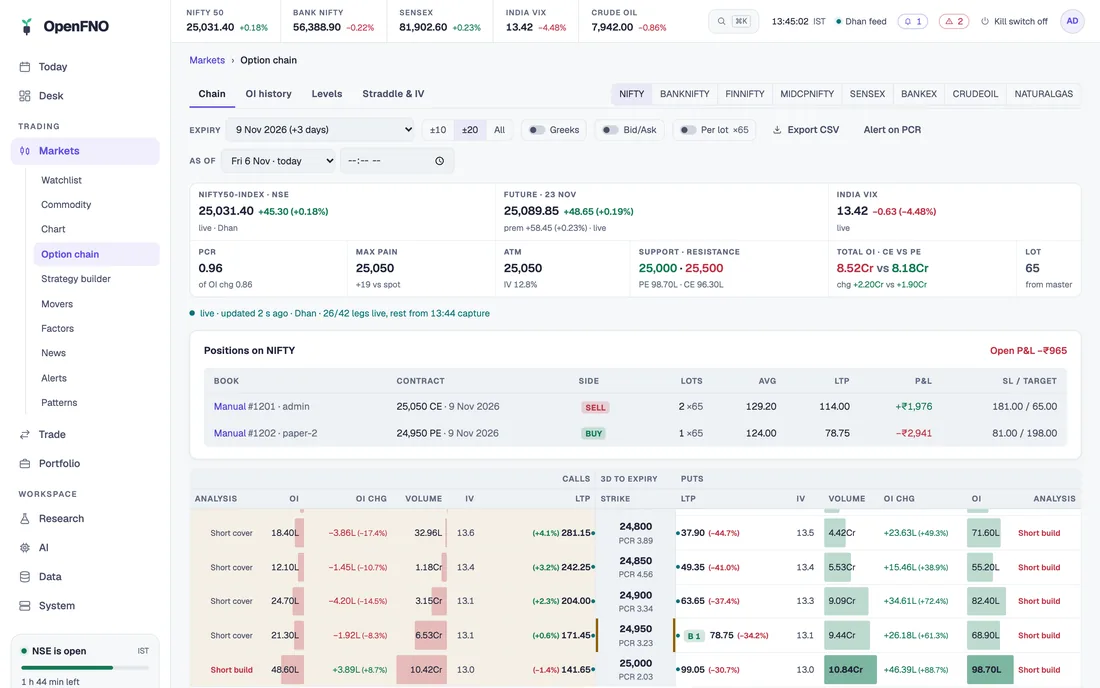 OpenFNO
Today
Desk
TRADING
Markets
Watchlist
Commodity
Chart
Option chain
Strategy builder
Movers
Factors
News
Alerts
Patterns
Trade
Portfolio
WORKSPACE
Research
AI
Data
System
NSE is open IST
1 h 44 min left
NIFTY 50 BANK NIFTY SENSEX INDIA VIX CRUDE OIL
25,031.40 +0.18% 56,388.90 −0.22% 81,902.60 +0.23% 13.42 −4.48% 7,942.00 −0.86%
⌘K 13:45:02 IST Dhan feed 1 2 Kill switch off AD
Markets › Option chain
Chain OI history Levels Straddle & IV NIFTY BANKNIFTY FINNIFTY MIDCPNIFTY SENSEX BANKEX CRUDEOIL NATURALGAS
EXPIRY 9 Nov 2026 (+3 days) ±10 ±20 All Greeks Bid/Ask Per lot ×65 Export CSV Alert on PCR
AS OF Fri 6 Nov · today --:-- --
NIFTY50-INDEX · NSE FUTURE · 23 NOV INDIA VIX
25,031.40 +45.30 (+0.18%) 25,089.85 +48.65 (+0.19%) 13.42 −0.63 (−4.48%)
live · Dhan prem +58.45 (+0.23%) · live live
PCR MAX PAIN ATM SUPPORT · RESISTANCE TOTAL OI · CE VS PE LOT
0.96 25,050 25,050 25,000 · 25,500 8.52Cr vs 8.18Cr 65
of OI chg 0.86 +19 vs spot IV 12.8% PE 98.70L · CE 96.30L chg +2.20Cr vs +1.90Cr from master
live · updated 2 s ago · Dhan · 26/42 legs live, rest from 13:44 capture
Positions on NIFTY Open P&L −₹965
BOOK CONTRACT SIDE LOTS AVG LTP P&L SL / TARGET
Manual #1201 · admin 25,050 CE · 9 Nov 2026 SELL 2 ×65 129.20 114.00 +₹1,976 181.00 / 65.00
Manual #1202 · paper-2 24,950 PE · 9 Nov 2026 BUY 1 ×65 124.00 78.75 −₹2,941 81.00 / 198.00
CALLS 3D TO EXPIRY PUTS
ANALYSIS OI OI CHG VOLUME IV LTP STRIKE LTP IV VOLUME OI CHG OI ANALYSIS
Short cover 18.40L −3.86L (−17.4%) 32.96L 13.6 (+4.1%) 281.15 24,800 37.90 (−44.7%) 13.5 4.42Cr +23.63L (+49.3%) 71.60L Short build
PCR 3.89
Short cover 12.10L −1.45L (−10.7%) 1.18Cr 13.4 (+3.2%) 242.25 24,850 49.35 (−41.0%) 13.4 5.53Cr +15.46L (+38.9%) 55.20L Short build
PCR 4.56
Short cover 24.70L −4.20L (−14.5%) 3.15Cr 13.1 (+2.3%) 204.00 24,900 63.65 (−37.4%) 13.3 9.09Cr +34.61L (+72.4%) 82.40L Short build
PCR 3.34
Short cover 21.30L −1.92L (−8.3%) 6.53Cr 13.1 (+0.6%) 171.45 24,950 B 1 78.75 (−34.2%) 13.1 9.44Cr +26.18L (+61.3%) 68.90L Short build
PCR 3.23
Short build 48.60L +3.89L (+8.7%) 10.42Cr 13.0 (−1.4%) 141.65 25,000 99.05 (−30.7%) 13.0 10.84Cr +46.39L (+88.7%) 98.70L Short build
PCR 2.03